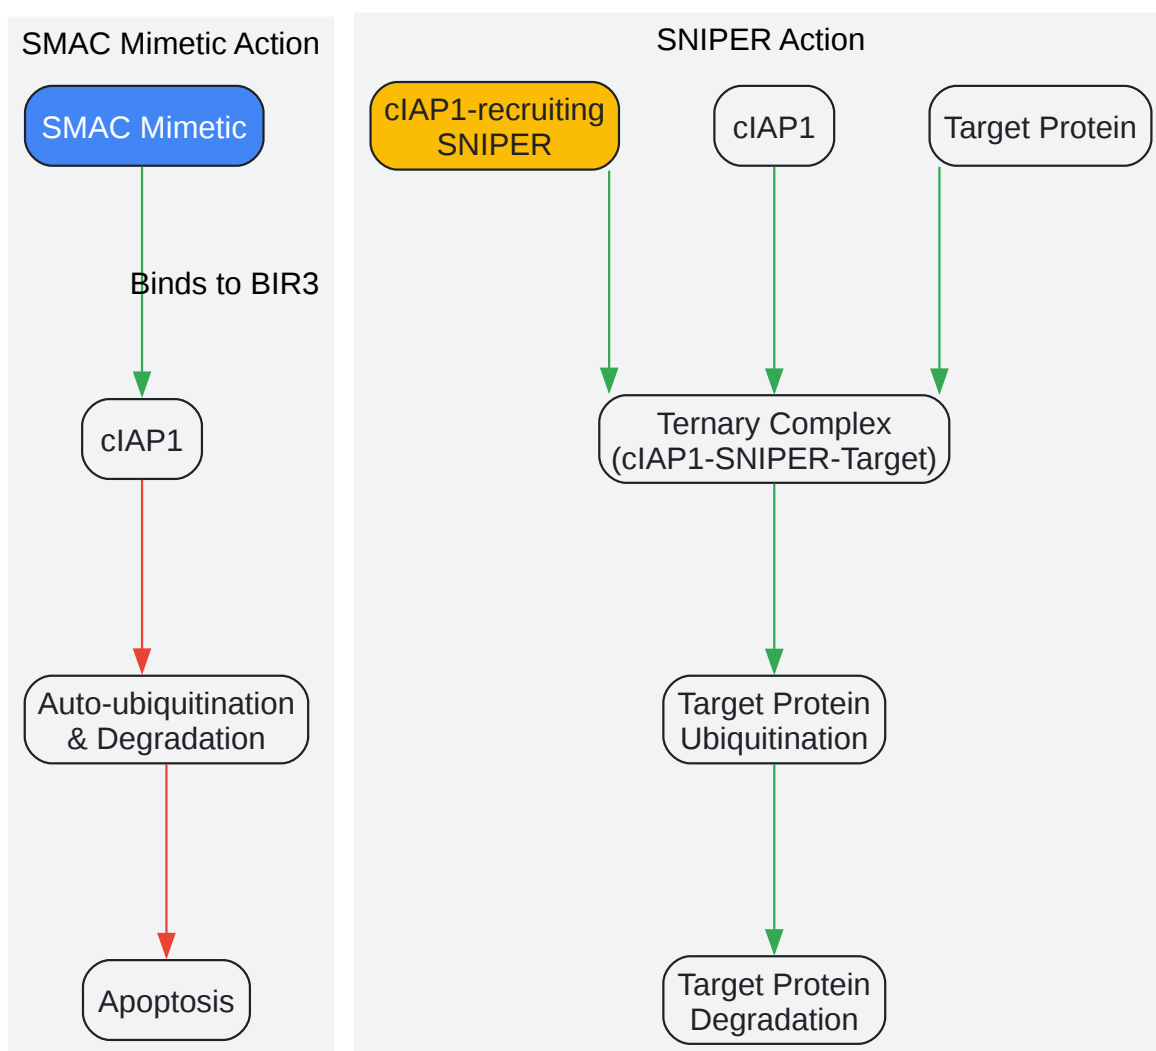 SMAC Mimetic Action
SMAC Mimetic
Binds to BIR3
cIAP1
Auto-ubiquitination
& Degradation
Apoptosis
SNIPER Action
cIAP1-recruiting
SNIPER
cIAP1
Target Protein
Ternary Complex
(cIAP1-SNIPER-Target)
Target Protein
Ubiquitination
Target Protein
Degradation